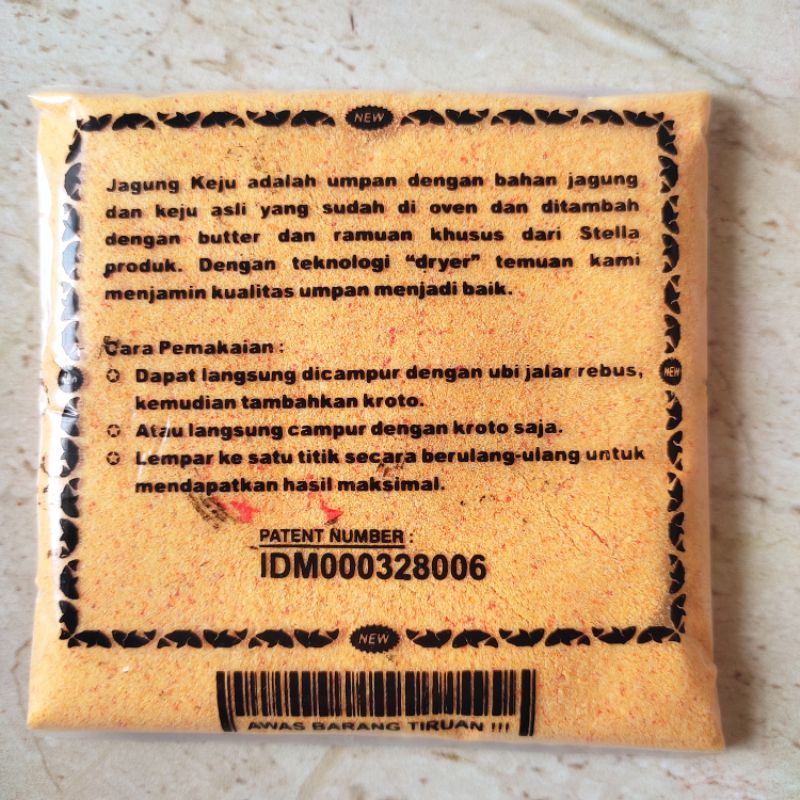 NEW
Jagung Keju adalah umpan dengan bahan jagung
dan keju asli yang sudah di oven dan ditambah
dengan butter dan ramuan khusus dari Stella
produk. Dengan teknologi “dryer” temuan kami
menjamin kualitas umpan menjadi baik.
Cara Pemakaian :
Dapat langsung dicampur dengan ubi jalar rebus,
kemudian tambahkan kroto.
Atau langsung campur dengan kroto saja.
Lempar ke satu titik secara berulang-ulang untuk
mendapatkan hasil maksimal.
NEW
PATENT NUMBER :
IDM000328006
NEW
AWAS BARANG TIRUAN !!!